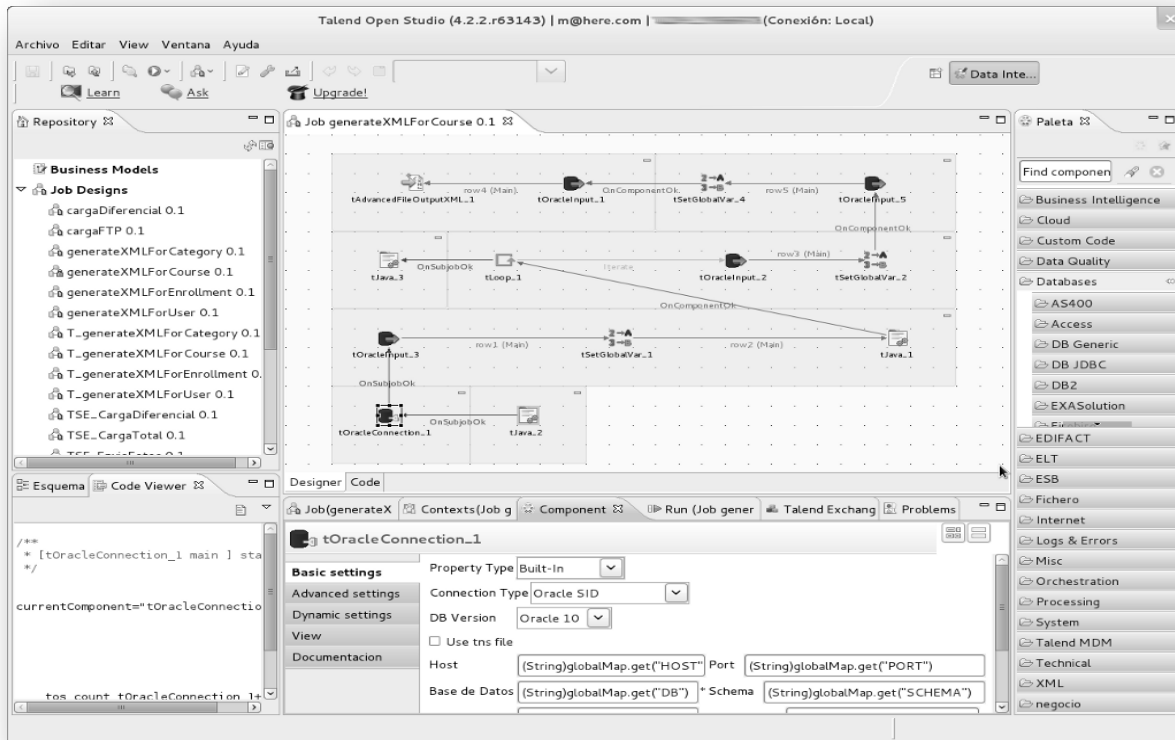 Talend Open Studio (4.2.2.r63143) | m@here.com | (Conexión: Local)
Archivo Editar View Ventana Ayuda
Data Inte...
Learn Ask Upgrade!
Repository
Business Models
Job Designs
cargaDiferencial 0.1
cargaFTP 0.1
generateXMLForCategory 0.1
generateXMLForCourse 0.1
generateXMLForEnrollment 0.1
generateXMLForUser 0.1
T_generateXMLForCategory 0.1
T_generateXMLForCourse 0.1
T_generateXMLForEnrollment 0.
T_generateXMLForUser 0.1
TSE_CargaDiferencial 0.1
TSE_CargaTotal 0.1
Job generateXMLForCourse 0.1
row4 (Main)
OnComponentOk
row5 (Main)
tAdvancedFileOutputXML_1
tOracleInput_1
tSetGlobalVar_4
tOracleInput_5
OnComponentOk
OnSubjobOk
Iterate
row3 (Main)
tJava_3
tLoop_1
tOracleInput_2
tSetGlobalVar_2
OnComponentOk
row1 (Main)
row2 (Main)
tOracleInput_3
tSetGlobalVar_1
tJava_1
OnSubjobOk
OnSubjobOk
tOracleConnection_1
tJava_2
Designer Code
Paleta
Find componen
Business Intelligence
Cloud
Custom Code
Data Quality
Databases
AS400
Access
DB Generic
DB JDBC
DB2
EXASolution
EDIFACT
ELT
ESB
Fichero
Internet
Logs & Errors
Misc
Orchestration
Processing
System
Talend MDM
Technical
XML
negocio
Esquema Code Viewer
/**
* [tOracleConnection_1 main ] sta
*/
currentComponent="tOracleConnectio
tos_count_tOracleConnection_1+
Job(generateX Contexts(Job g Component Run (Job gener Talend Exchang Problems
tOracleConnection_1
Basic settings
Advanced settings
Dynamic settings
View
Documentacion
Property Type Built-In
Connection Type Oracle SID
DB Version Oracle 10
Use tns file
Host (String)globalMap.get("HOST" Port (String)globalMap.get("PORT")
Base de Datos (String)globalMap.get("DB") * Schema (String)globalMap.get("SCHEMA")